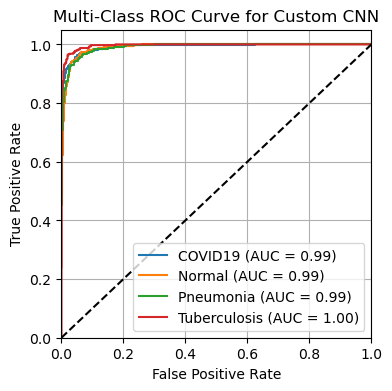 Multi-Class ROC Curve for Custom CNN
True Positive Rate
1.0
0.8
0.6
0.4
0.2
0.0
COVID19 (AUC = 0.99)
Normal (AUC = 0.99)
Pneumonia (AUC = 0.99)
Tuberculosis (AUC = 1.00)
0.0 0.2 0.4 0.6 0.8 1.0
False Positive Rate